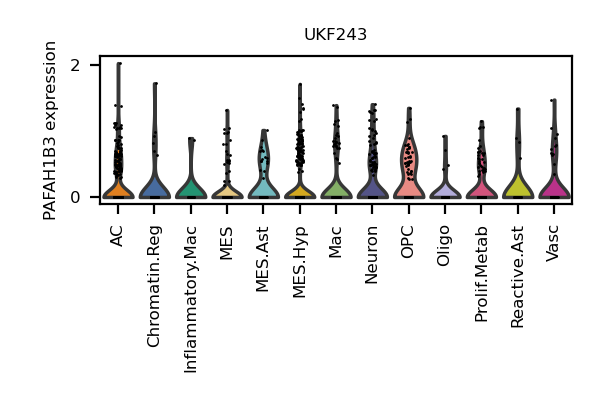 UKF243
PAFAH1B3 expression
2
0
AC
Chromatin.Reg
Inflammatory.Mac
MES
MES.Ast
MES.Hyp
Mac
Neuron
OPC
Oligo
Prolif.Metab
Reactive.Ast
Vasc